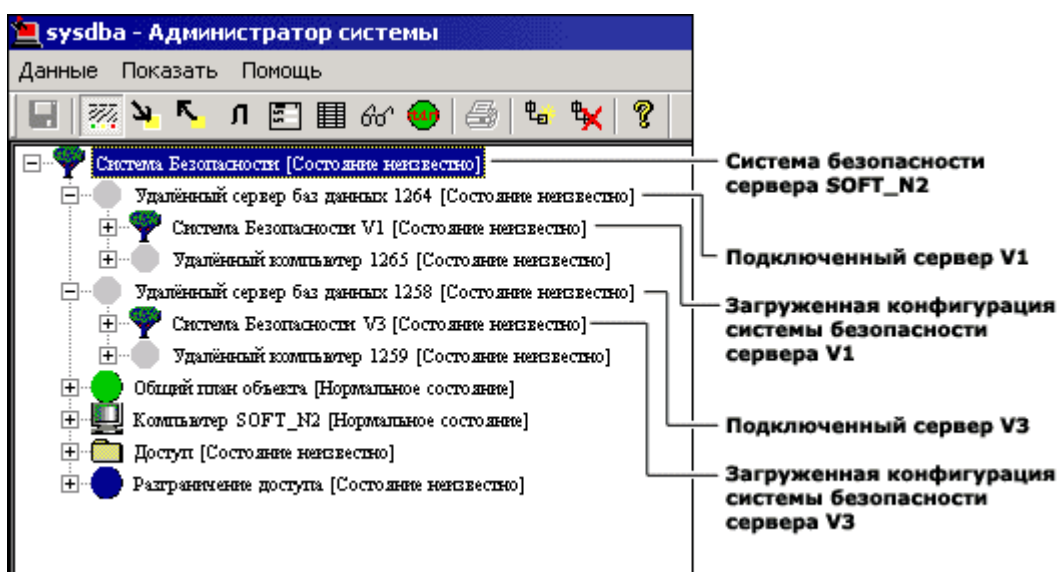 sysdba - Администратор системы
Данные Показать Помощь
Л
Система Безопасности [Состояние неизвестно]
Удалённый сервер баз данных 1264 [Состояние неизвестно]
Система Безопасности V1 [Состояние неизвестно]
Удалённый компьютер 1265 [Состояние неизвестно]
Удалённый сервер баз данных 1258 [Состояние неизвестно]
Система Безопасности V3 [Состояние неизвестно]
Удалённый компьютер 1259 [Состояние неизвестно]
Общий план объекта [Нормальное состояние]
Компьютер SOFT_N2 [Нормальное состояние]
Доступ [Состояние неизвестно]
Разграничение доступа [Состояние неизвестно]
Система безопасности
сервера SOFT_N2
Подключенный сервер V1
Загруженная конфигурация
системы безопасности
сервера V1
Подключенный сервер V3
Загруженная конфигурация
системы безопасности
сервера V3